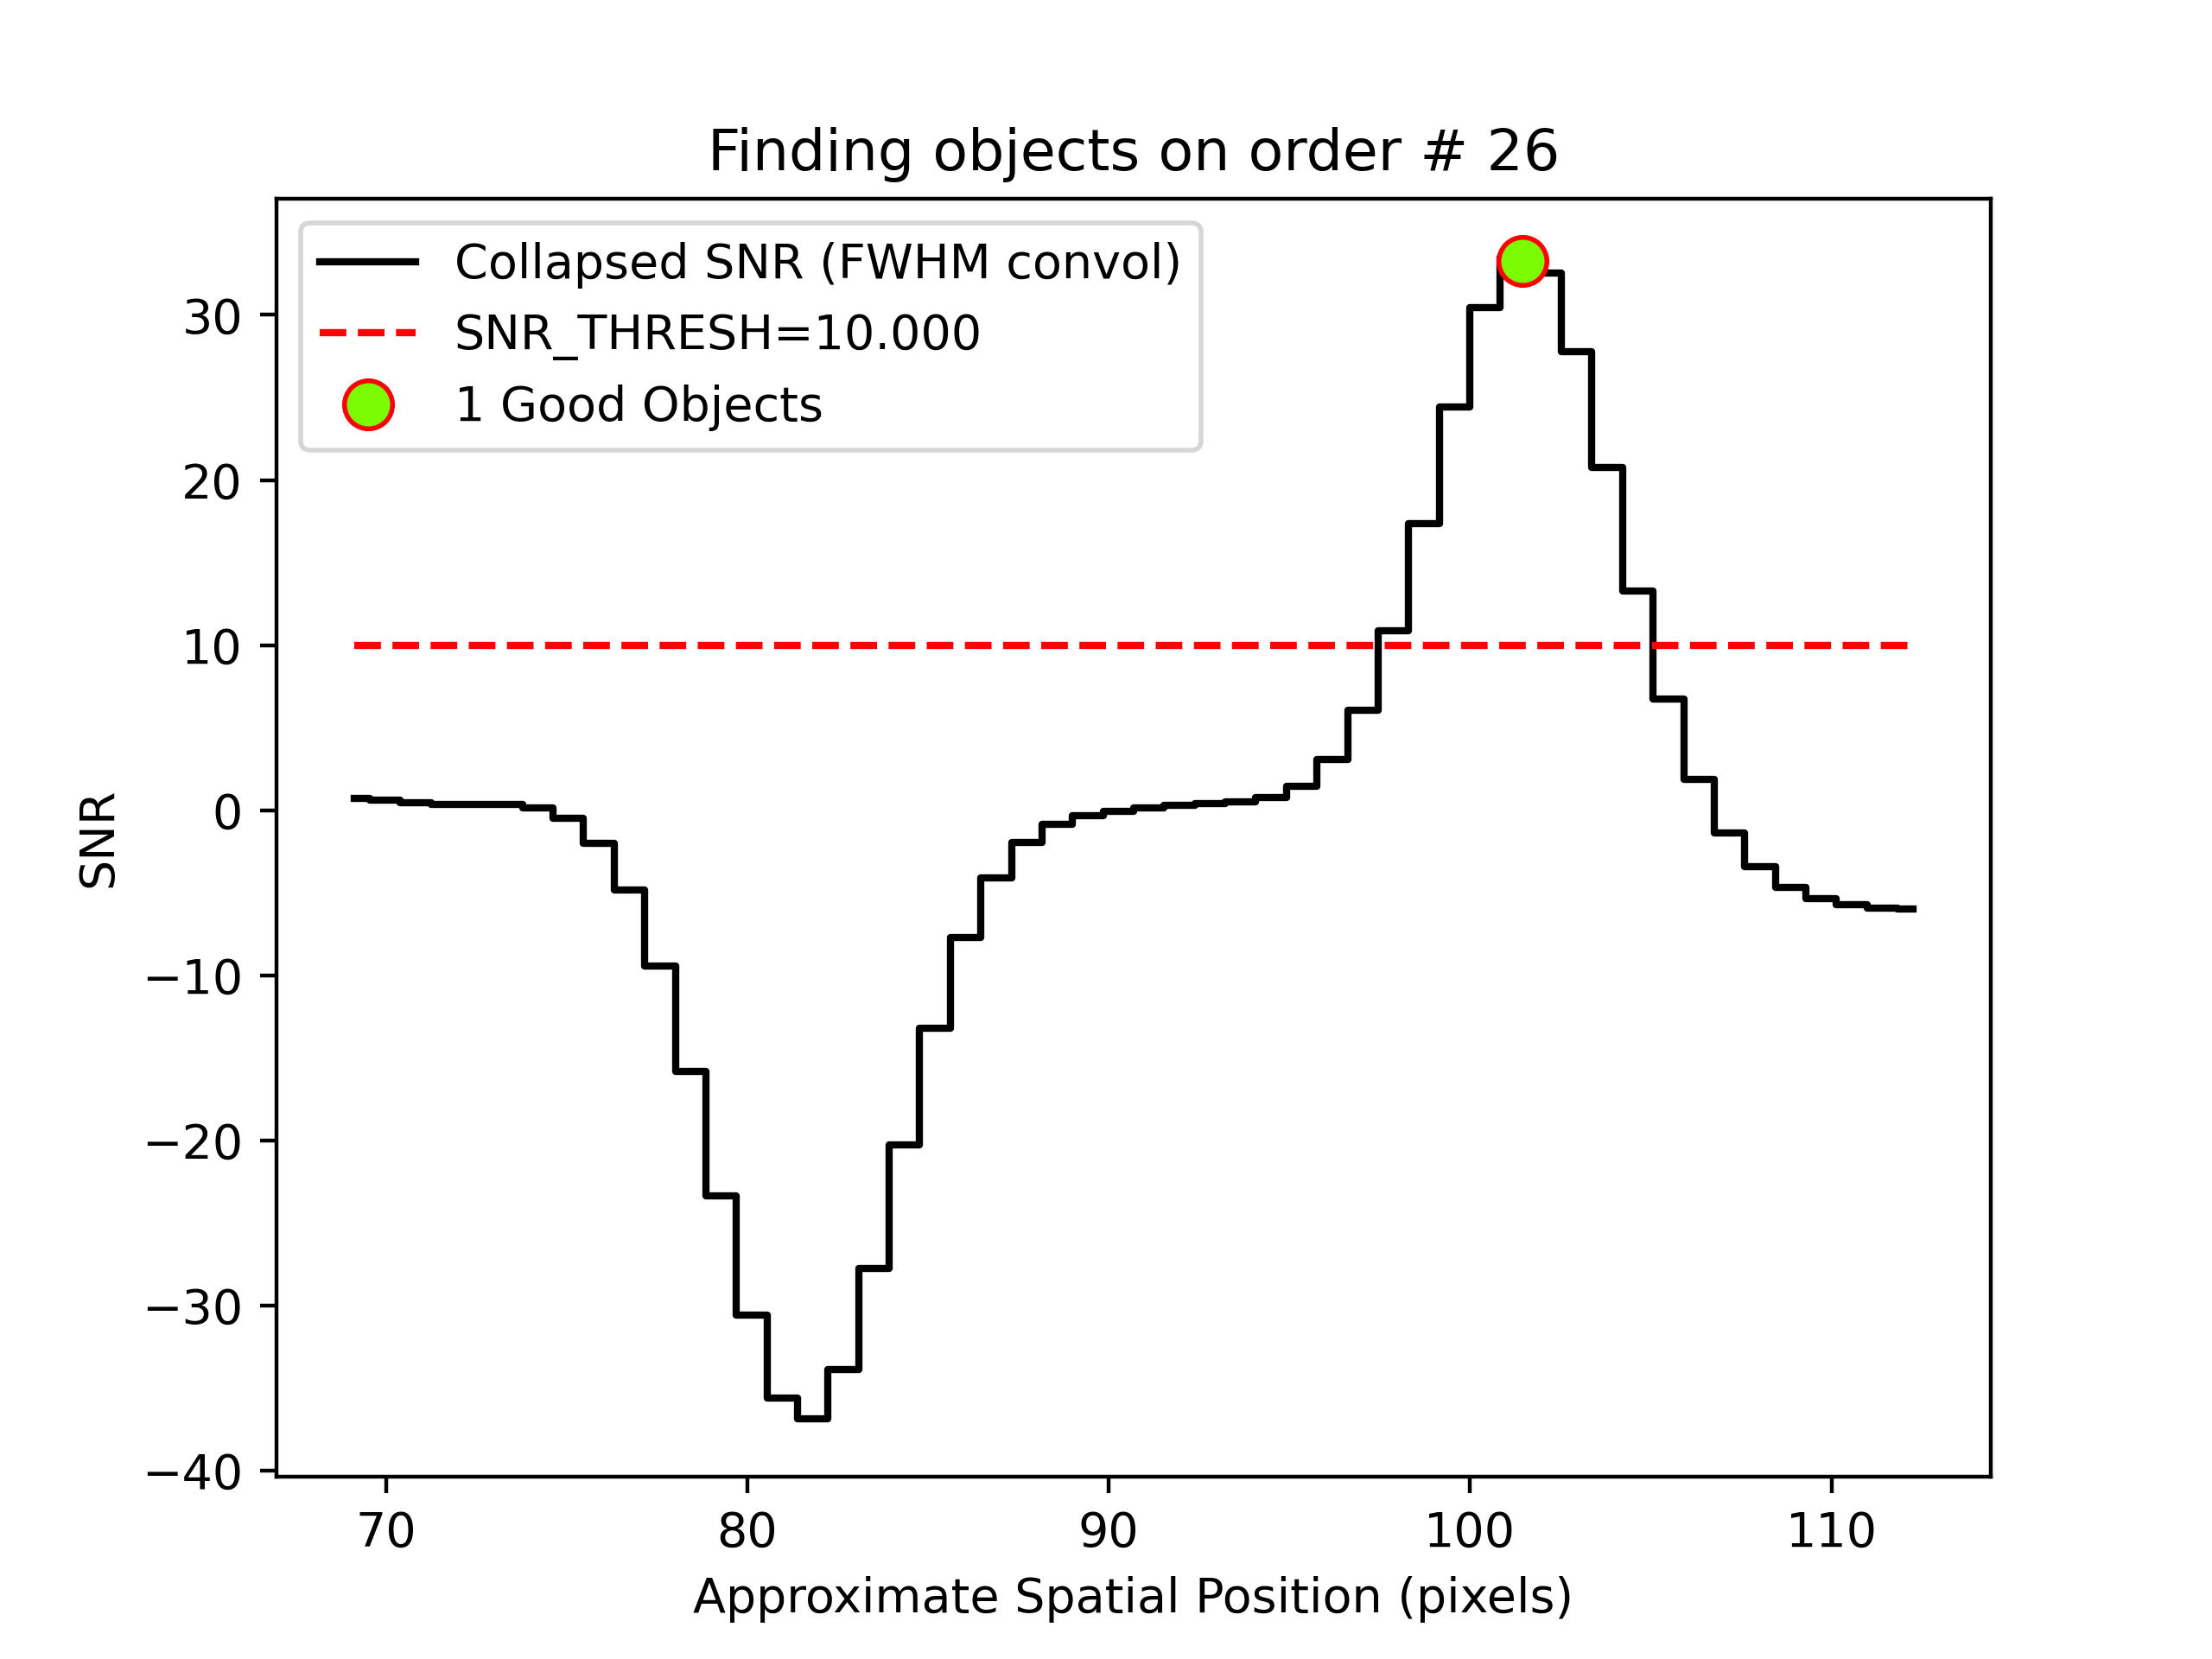 Finding objects on order # 26
Collapsed SNR (FWHM convol)
SNR_THRESH=10.000
1 Good Objects
30
20
10
0
−10
−20
−30
−40
SNR
70 80 90 100 110
Approximate Spatial Position (pixels)